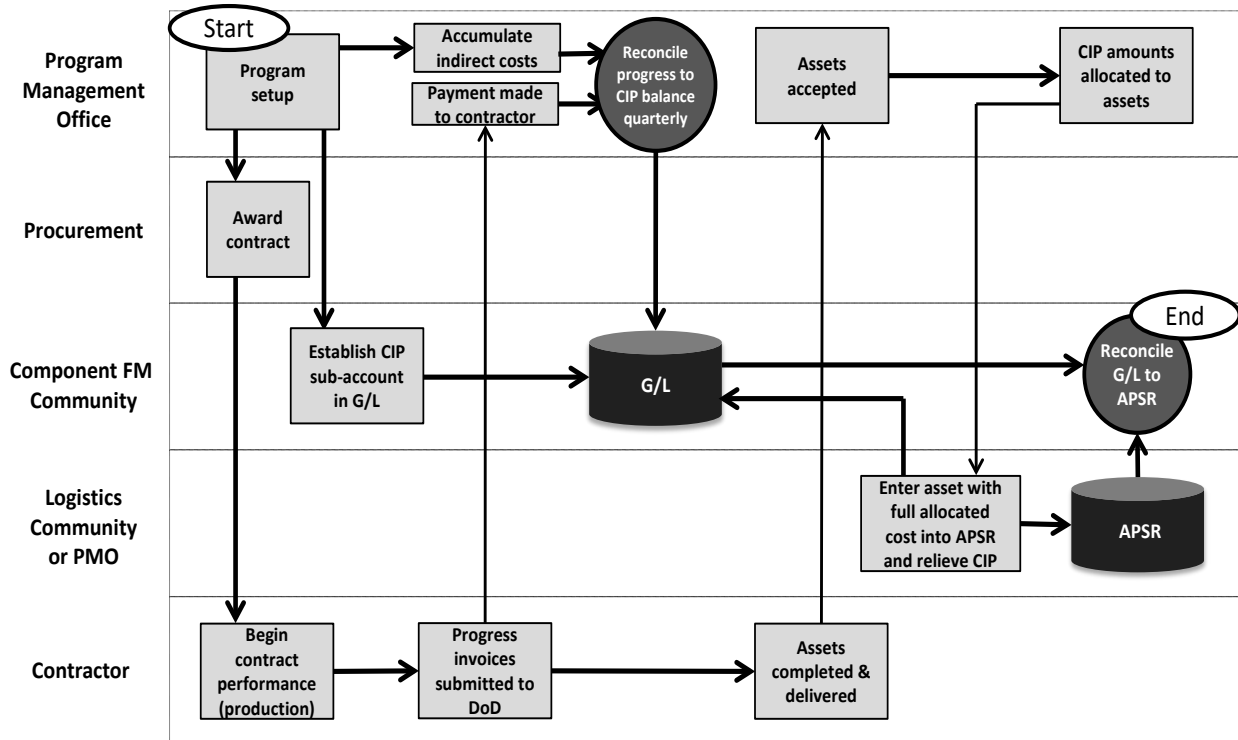 Start
Program
Management
Office
Program
setup
Accumulate
indirect costs
Payment made
to contractor
Reconcile
progress to
CIP balance
quarterly
Assets
accepted
CIP amounts
allocated to
assets
Procurement
Award
contract
Component FM
Community
Establish CIP
sub-account
in G/L
G/L
End
Reconcile
G/L to
APSR
Logistics
Community
or PMO
Enter asset with
full allocated
cost into APSR
and relieve CIP
APSR
Contractor
Begin
contract
performance
(production)
Progress
invoices
submitted to
DoD
Assets
completed &
delivered